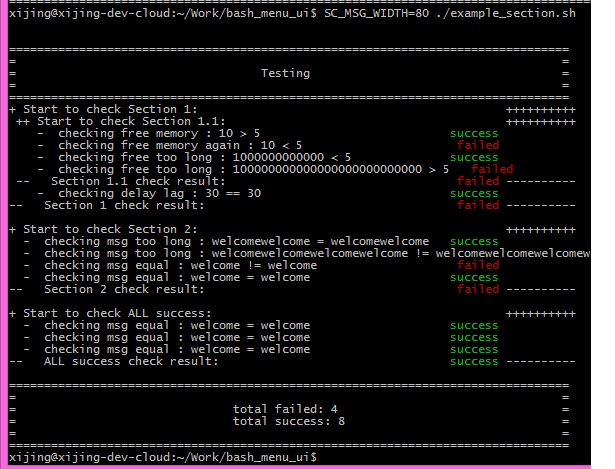 ================================================================================
xijing@xijing-dev-cloud:~/Work/bash_menu_ui$ SC_MSG_WIDTH=80 ./example_section.sh
================================================================================
= =
= Testing =
= =
================================================================================
+ Start to check Section 1: ++++++++++
++ Start to check Section 1.1: ++++++++++
- checking free memory : 10 > 5 success
- checking free memory again : 10 < 5 failed
- checking free too long : 1000000000000 < 5 success
- checking free too long : 1000000000000000000000000000 > 5 failed
-- Section 1.1 check result: failed ----------
- checking delay lag : 30 == 30 success
-- Section 1 check result: failed ----------
+ Start to check Section 2: ++++++++++
- checking msg too long : welcomewelcome = welcomewelcome success
- checking msg too long : welcomewelcomewelcomewelcome != welcomewelcomewelcomew
- checking msg equal : welcome != welcome failed
- checking msg equal : welcome = welcome success
-- Section 2 check result: failed ----------
+ Start to check ALL success: ++++++++++
- checking msg equal : welcome = welcome success
- checking msg equal : welcome = welcome success
- checking msg equal : welcome = welcome success
-- ALL success check result: success ----------
================================================================================
= =
= total failed: 4 =
= total success: 8 =
= =
================================================================================
xijing@xijing-dev-cloud:~/Work/bash_menu_ui$